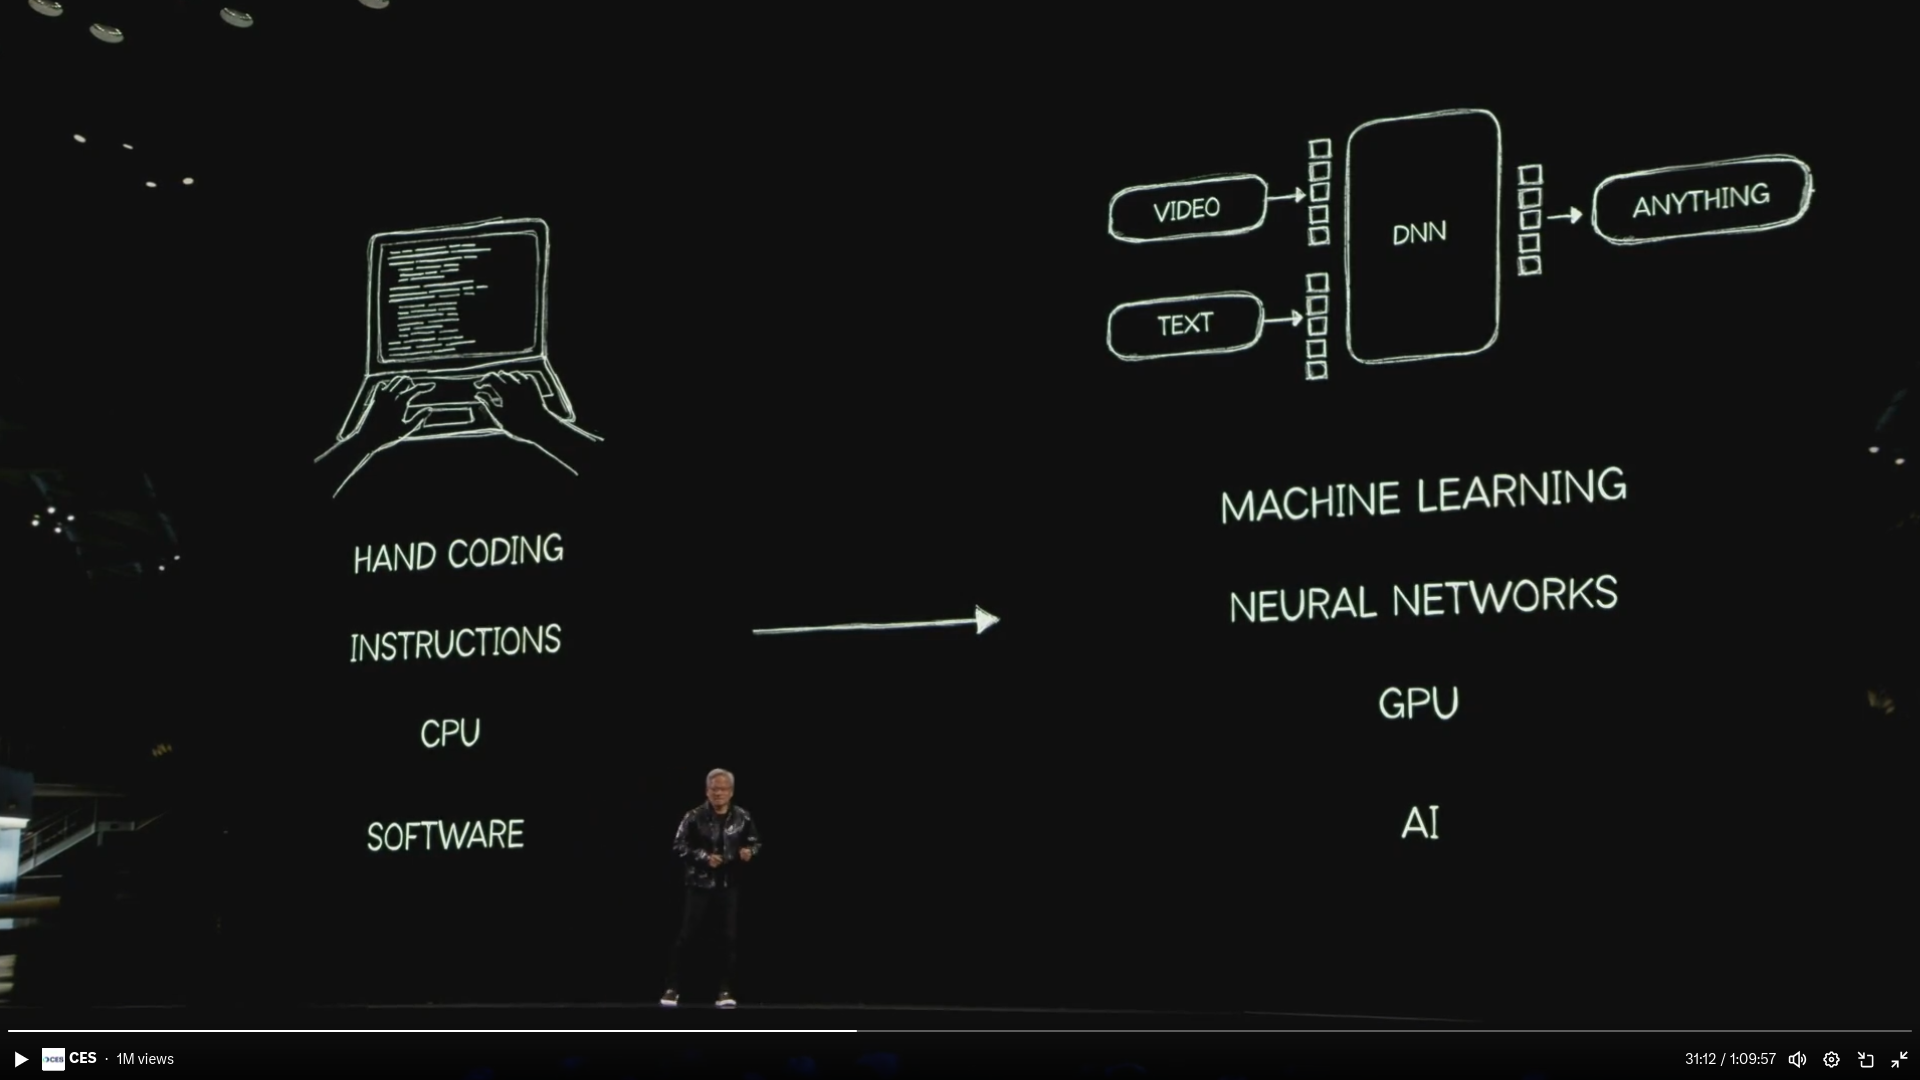 VIDEO
TEXT
DNN
ANYTHING
HAND CODING
INSTRUCTIONS
CPU
SOFTWARE
MACHINE LEARNING
NEURAL NETWORKS
GPU
AI
CES
CES · 1M views
31:12 / 1:09:57